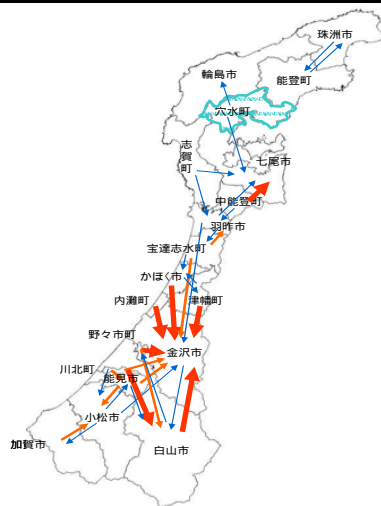 珠洲市
輪島市
能登町
穴水町
志賀町
七尾市
中能登町
羽咋市
宝達志水町
かほく市
内灘町
津幡町
野々市町
金沢市
川北町
能見市
小松市
加賀市
白山市